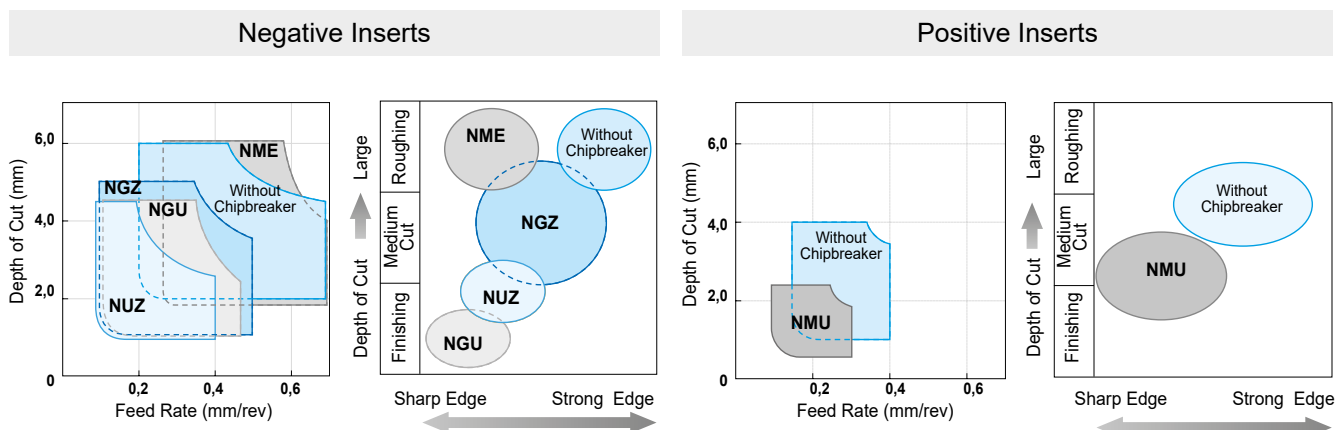 Negative Inserts
Depth of Cut (mm)
6,0
4,0
2,0
0
0,2
0,4
0,6
Feed Rate (mm/rev)
NME
NGZ
Without
Chipbreaker
NGU
NUZ
Depth of Cut
Large
Roughing
Medium
Cut
Finishing
NME
Without
Chipbreaker
NGZ
NUZ
NGU
Sharp Edge
Strong Edge
Positive Inserts
Depth of Cut (mm)
6,0
4,0
2,0
0
0,2
0,4
0,6
Feed Rate (mm/rev)
Without
Chipbreaker
NMU
Depth of Cut
Large
Roughing
Medium
Cut
Finishing
Without
Chipbreaker
NMU
Sharp Edge
Strong Edge